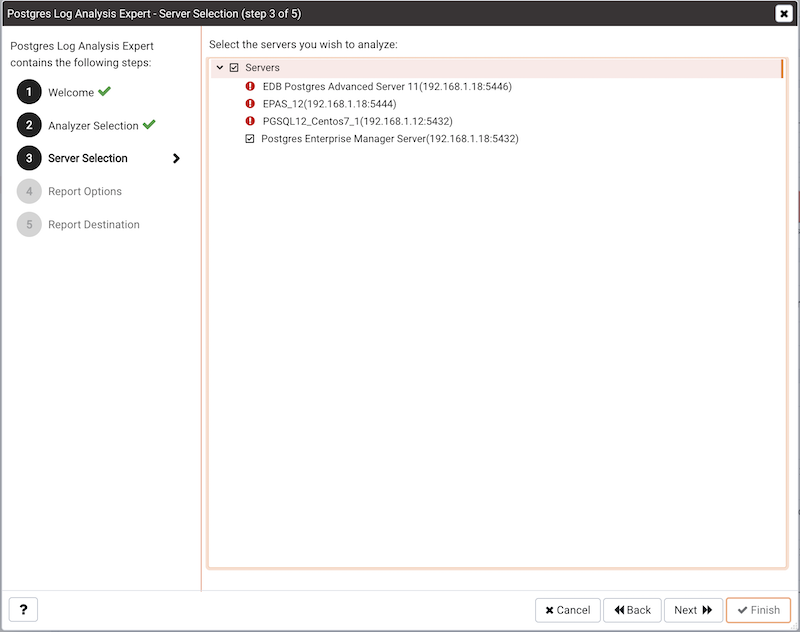 Postgres Log Analysis Expert - Server Selection (step 3 of 5)
Postgres Log Analysis Expert
contains the following steps:
1 Welcome
2 Analyzer Selection
3 Server Selection
4 Report Options
5 Report Destination
Select the servers you wish to analyze:
Servers
EDB Postgres Advanced Server 11(192.168.1.18:5446)
EPAS_12(192.168.1.18:5444)
PGSQL12_Centos7_1(192.168.1.12:5432)
Postgres Enterprise Manager Server(192.168.1.18:5432)
? Cancel Back Next Finish